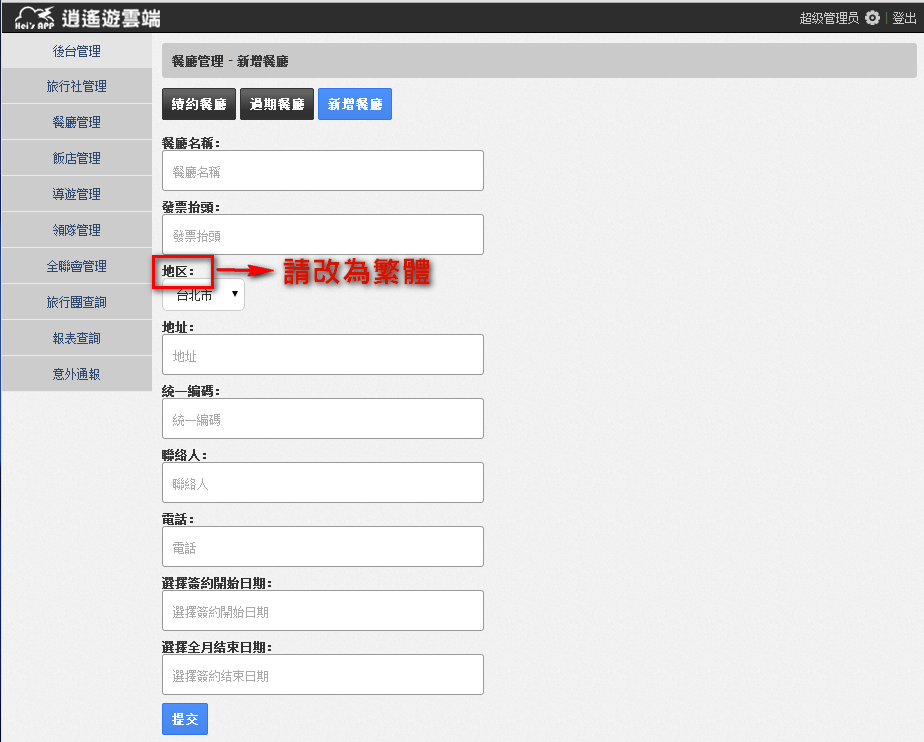 Hei's APP 逍遙遊雲端
超级管理员 登出
後台管理
旅行社管理
餐廳管理
飯店管理
導遊管理
領隊管理
全聯會管理
旅行團查詢
報表查詢
意外通報
餐廳管理 - 新增餐廳
續約餐廳 過期餐廳 新增餐廳
餐廳名稱:
餐廳名稱
發票抬頭:
發票抬頭
地区: 請改為繁體
台北市
地址:
地址
統一編碼:
統一编碼
聯絡人:
聯絡人
電話:
電話
選擇簽約開始日期:
選擇簽約開始日期
選擇全月结束日期:
選擇簽約结束日期
提交